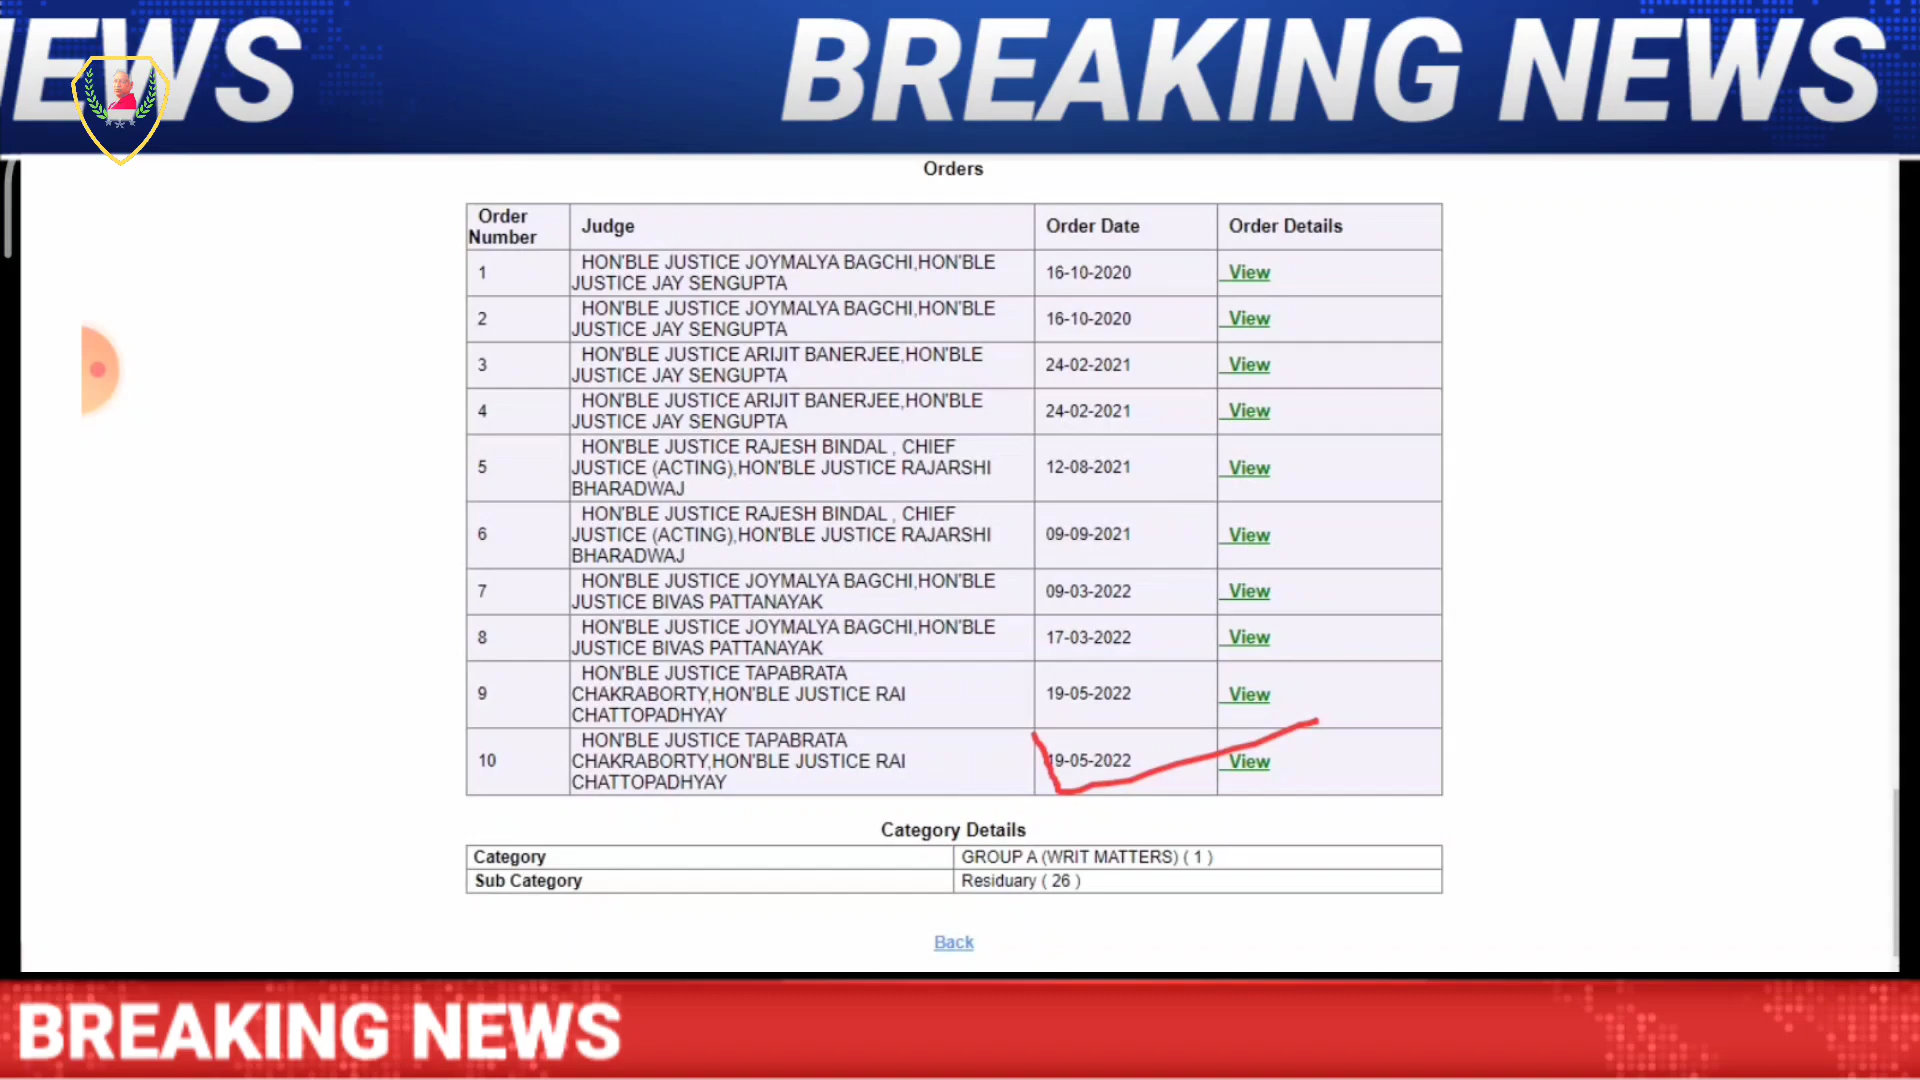 NEWS
BREAKING NEWS
Orders
Order Number Judge Order Date Order Details
1 HON'BLE JUSTICE JOYMALYA BAGCHI,HON'BLE JUSTICE JAY SENGUPTA 16-10-2020 View
2 HON'BLE JUSTICE JOYMALYA BAGCHI,HON'BLE JUSTICE JAY SENGUPTA 16-10-2020 View
3 HON'BLE JUSTICE ARIJIT BANERJEE,HON'BLE JUSTICE JAY SENGUPTA 24-02-2021 View
4 HON'BLE JUSTICE ARIJIT BANERJEE,HON'BLE JUSTICE JAY SENGUPTA 24-02-2021 View
5 HON'BLE JUSTICE RAJESH BINDAL , CHIEF JUSTICE (ACTING),HON'BLE JUSTICE RAJARSHI BHARADWAJ 12-08-2021 View
6 HON'BLE JUSTICE RAJESH BINDAL , CHIEF JUSTICE (ACTING),HON'BLE JUSTICE RAJARSHI BHARADWAJ 09-09-2021 View
7 HON'BLE JUSTICE JOYMALYA BAGCHI,HON'BLE JUSTICE BIVAS PATTANAYAK 09-03-2022 View
8 HON'BLE JUSTICE JOYMALYA BAGCHI,HON'BLE JUSTICE BIVAS PATTANAYAK 17-03-2022 View
9 HON'BLE JUSTICE TAPABRATA CHAKRABORTY,HON'BLE JUSTICE RAI CHATTOPADHYAY 19-05-2022 View
10 HON'BLE JUSTICE TAPABRATA CHAKRABORTY,HON'BLE JUSTICE RAI CHATTOPADHYAY 19-05-2022 View
Category Details
Category GROUP A (WRIT MATTERS) ( 1 )
Sub Category Residuary ( 26 )
Back
BREAKING NEWS